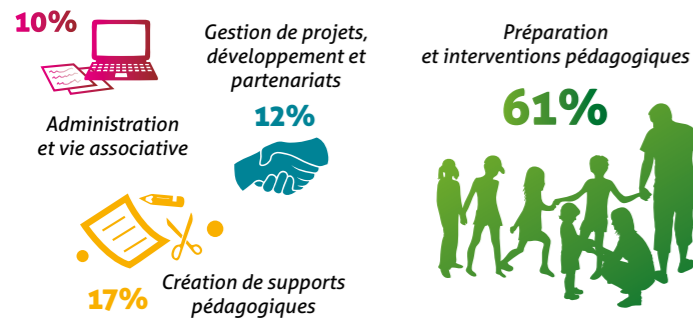 10%
Administration
et vie associative
Gestion de projets,
développement et
partenariats
12%
Préparation
et interventions pédagogiques
61%
17%
Création de supports
pédagogiques